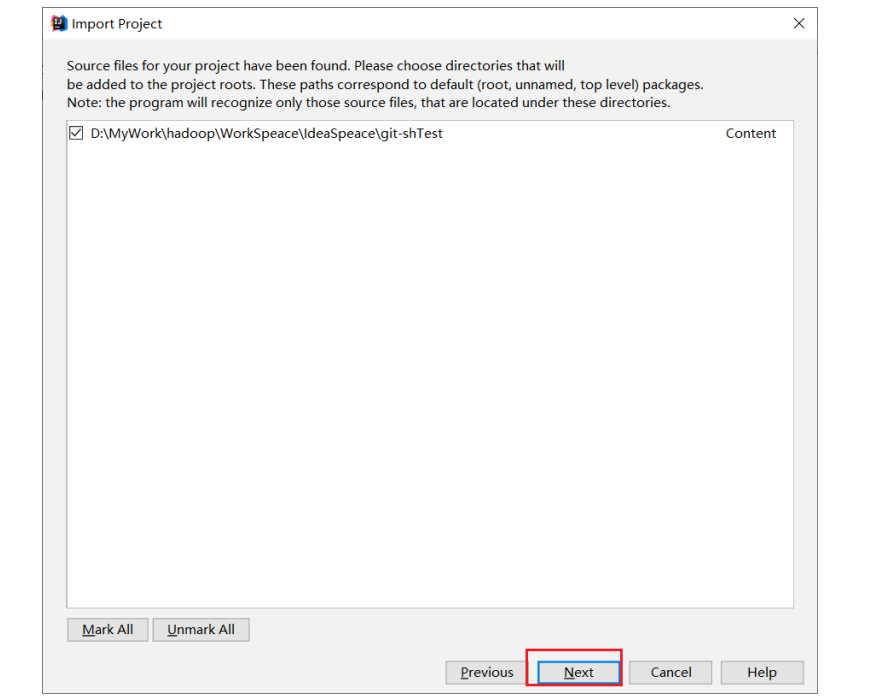 Import Project
Source files for your project have been found. Please choose directories that will
be added to the project roots. These paths correspond to default (root, unnamed, top level) packages.
Note: the program will recognize only those source files, that are located under these directories.
D:\MyWork\hadoop\WorkSpeace\IdeaSpeace\git-shTest Content
Mark All Unmark All
Previous Next Cancel Help